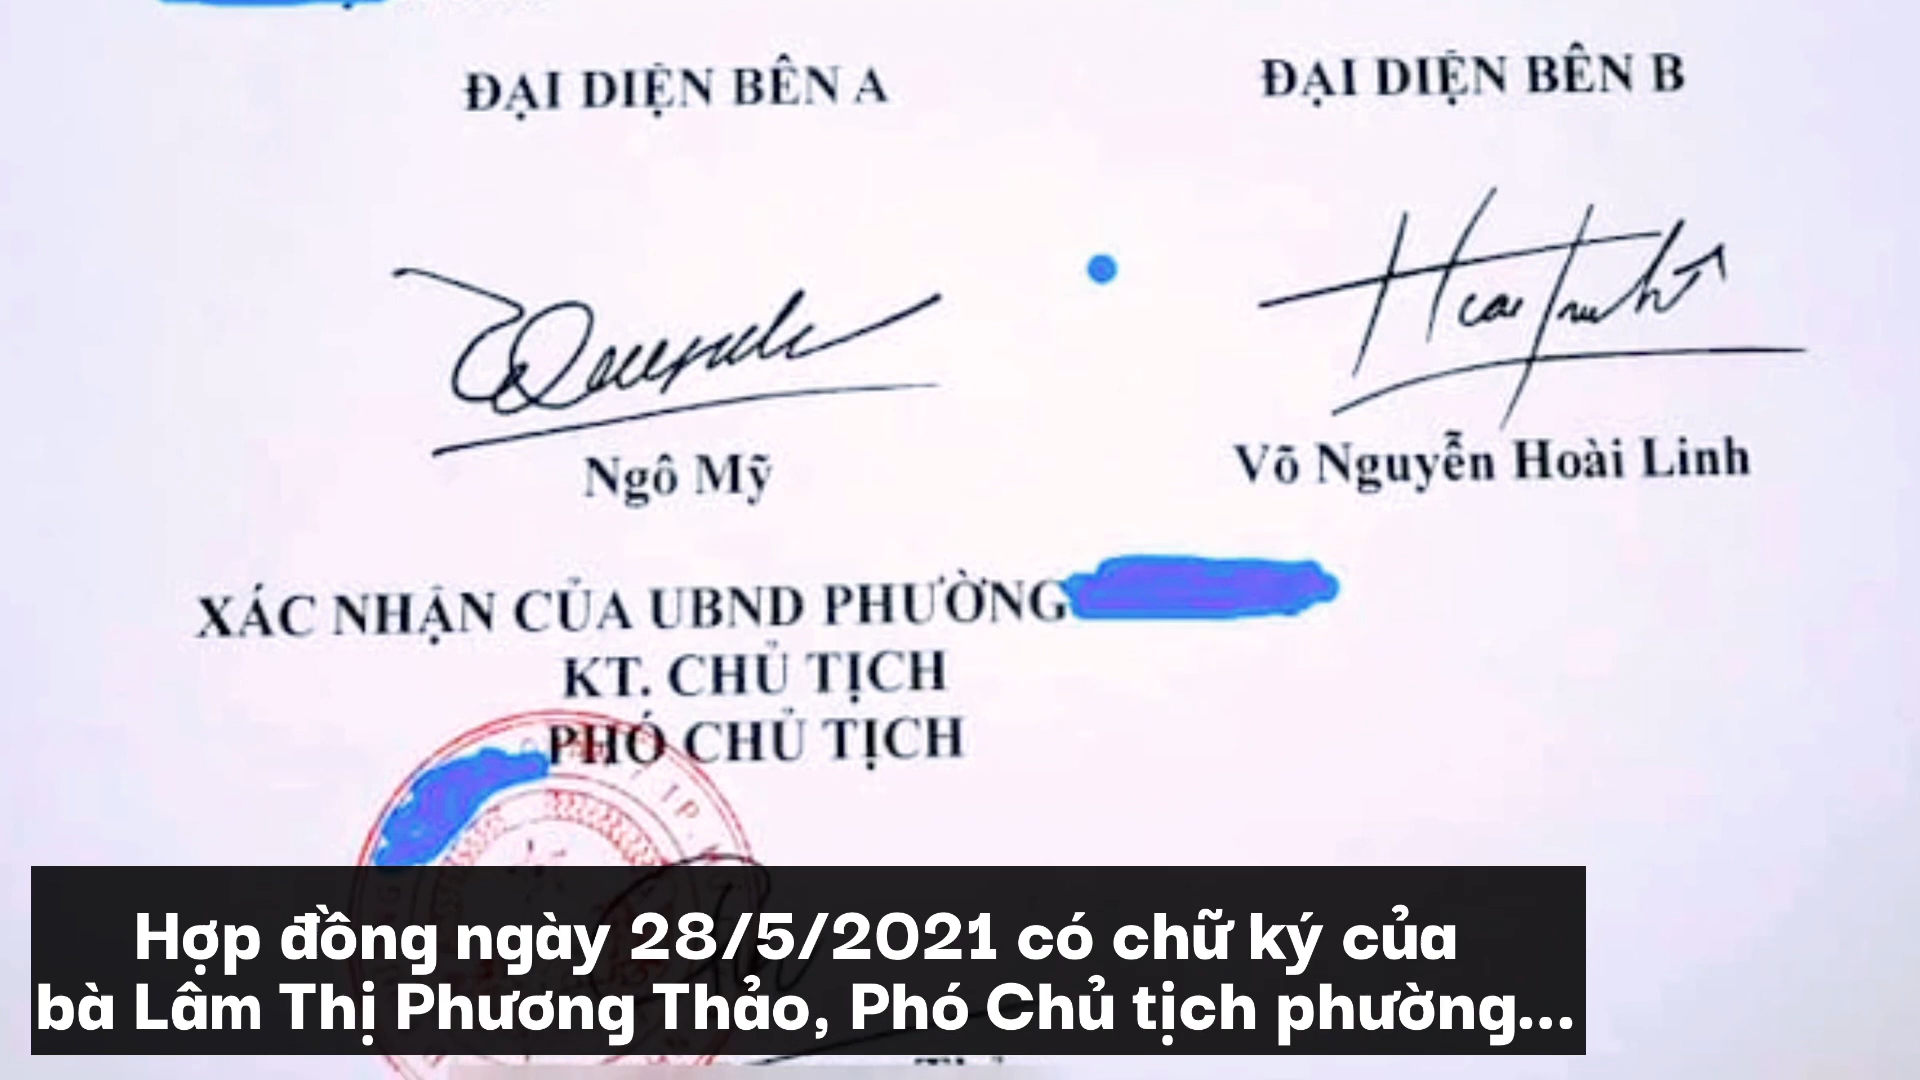 ĐẠI DIỆN BÊN A
ĐẠI DIỆN BÊN B
Ngô Mỹ
Võ Nguyễn Hoài Linh
XÁC NHẬN CỦA UBND PHƯỜNG
KT. CHỦ TỊCH
PHÓ CHỦ TỊCH
TP.
Hợp đồng ngày 28/5/2021 có chữ ký của
bà Lâm Thị Phương Thảo, Phó Chủ tịch phường...